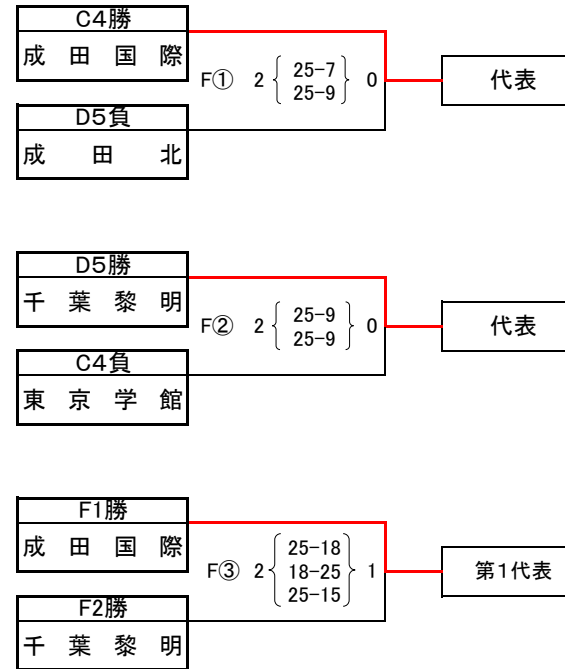 C4勝
成田国際
F① 2 25-7 0
25-9
代表
D5負
成田北
D5勝
千葉黎明
F② 2 25-9 0
25-9
代表
C4負
東京学館
F1勝
成田国際
25-18
F③ 2 18-25 1
25-15
第1代表
F2勝
千葉黎明